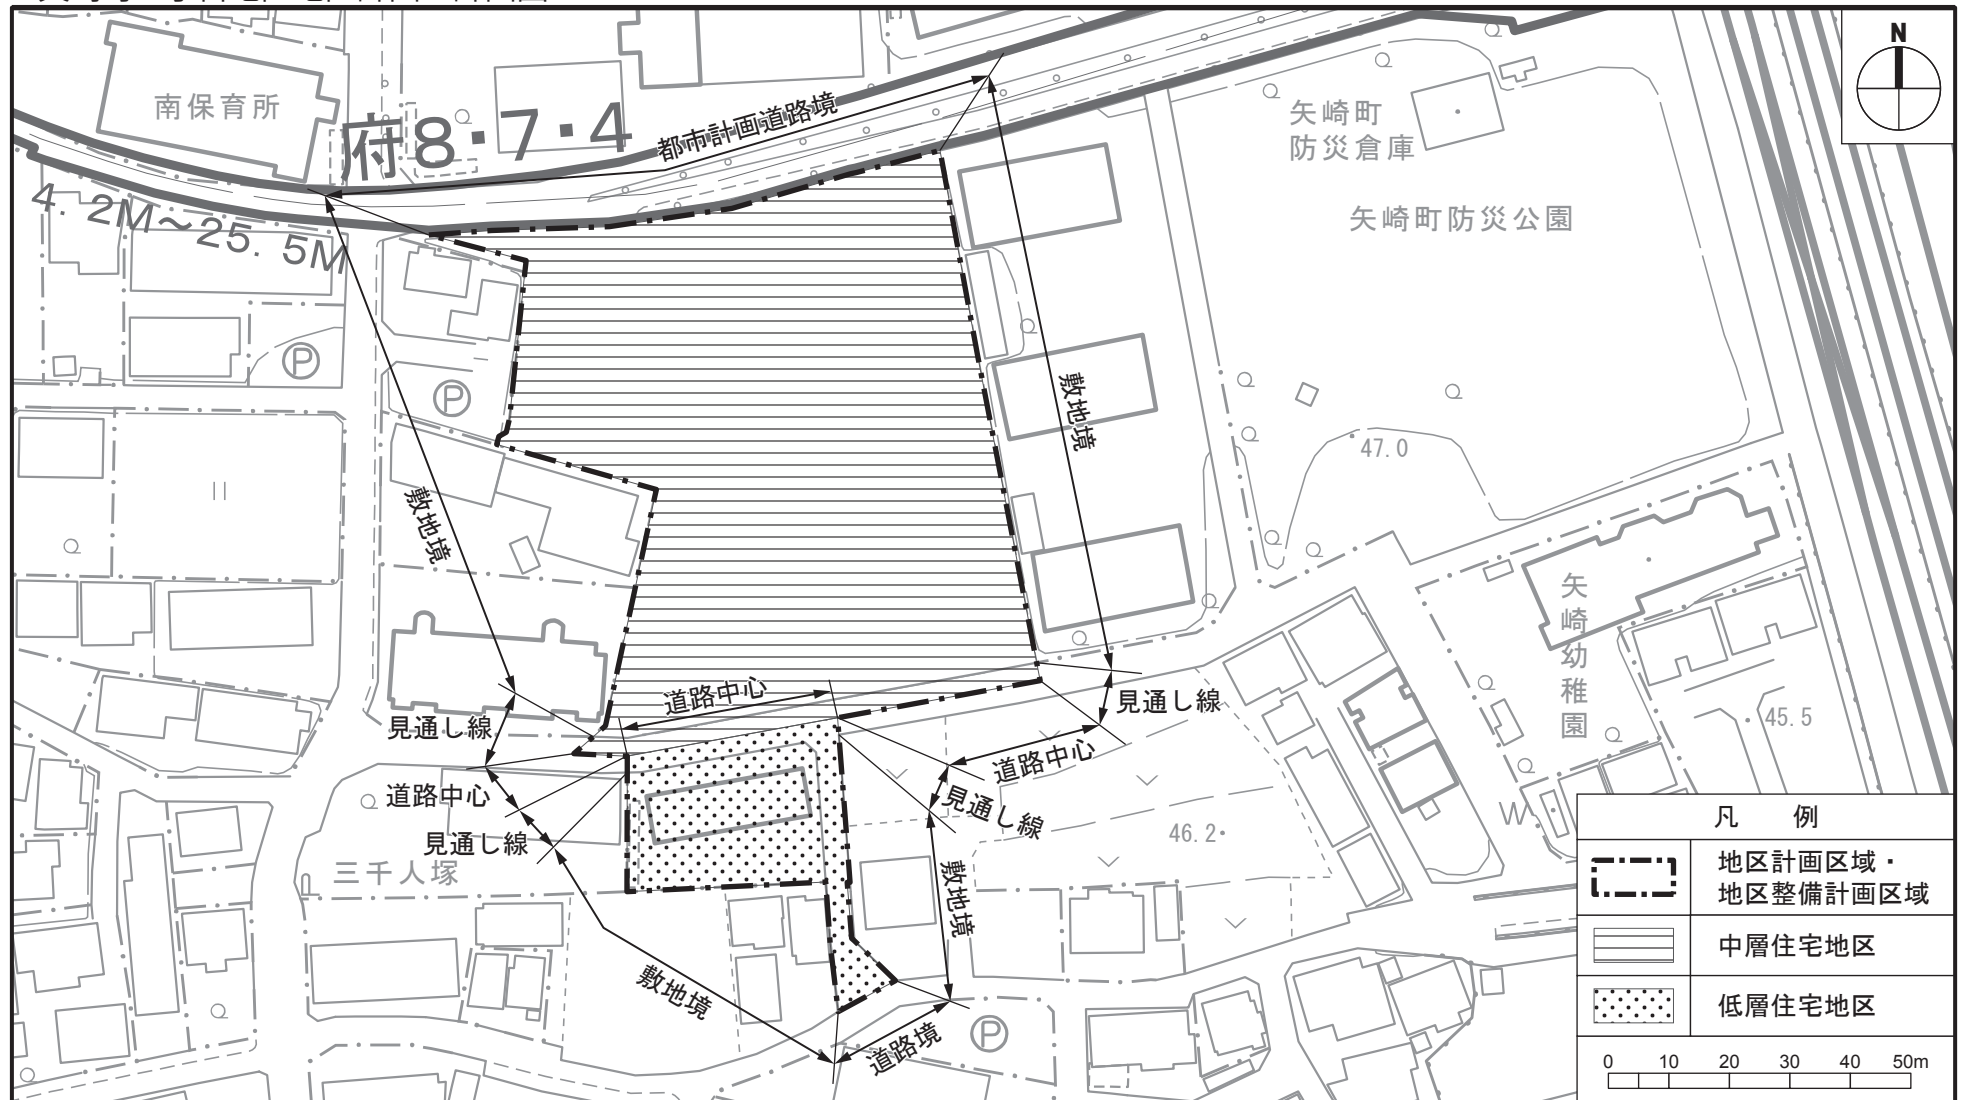 N
南保育所
府8・7・4
都市計画道路境
矢崎町
防災倉庫
矢崎町防災公園
4.2M～25.5M
P
P
敷地境
敷地境
47.0
矢崎幼稚園
道路中心
見通し線
見通し線
45.5
道路中心
道路中心
見通し線
見通し線
46.2
W
三千人塚
敷地境
敷地境
道路境
P
凡 例
地区計画区域・
地区整備計画区域
中層住宅地区
低層住宅地区
0 10 20 30 40 50m